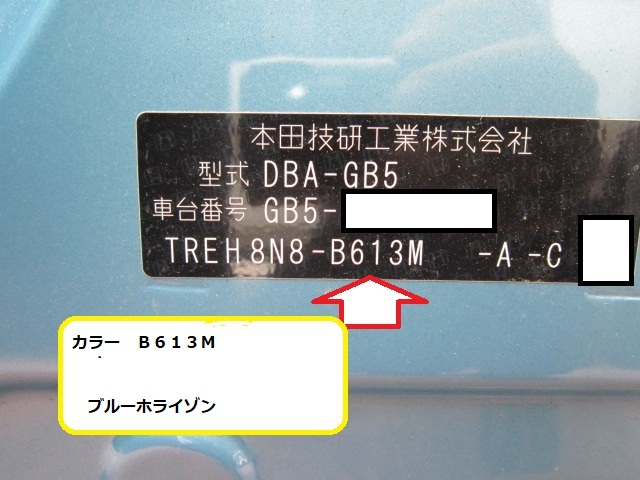 本田技研工業株式会社
型式 DBA-GB5
車台番号 GB5-
TREH8N8-B613M -A -C
カラー B613M
ブルーホライゾン